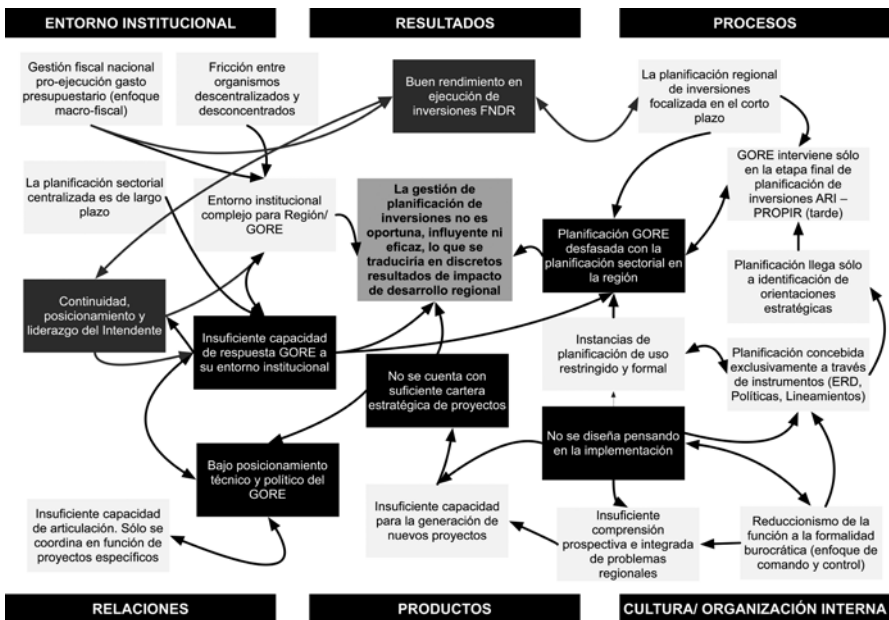 ENTORNO INSTITUCIONAL
RESULTADOS
PROCESOS
Gestión fiscal nacional
pro-ejecución gasto
presupuestario (enfoque
macro-fiscal)
Fricción entre
organismos
descentralizados y
desconcentrados
Buen rendimiento en
ejecución de
inversiones FNDR
La planificación regional
de inversiones
focalizada en el corto
plazo
La planificación sectorial
centralizada es de largo
plazo
Entorno institucional
complejo para Región/
GORE
La gestión de
planificación de
inversiones no es
oportuna, influyente ni
eficaz, lo que se
traduciría en discretos
resultados de impacto
de desarrollo regional
Planificación GORE
desfasada con la
planificación sectorial en
la región
GORE interviene sólo
en la etapa final de
planificación de
inversiones ARI –
PROPIR (tarde)
Continuidad,
posicionamiento y
liderazgo del Intendente
Insuficiente capacidad
de respuesta GORE a
su entorno institucional
Planificación llega sólo
a identificación de
orientaciones
estratégicas
No se cuenta con
suficiente cartera
estratégica de proyectos
Instancias de
planificación de uso
restringido y formal
Planificación concebida
exclusivamente a través
de instrumentos (ERD,
Políticas, Lineamientos)
Bajo posicionamiento
técnico y político del
GORE
No se diseña pensando
en la implementación
Insuficiente capacidad
de articulación. Sólo se
coordina en función de
proyectos específicos
Insuficiente capacidad
para la generación de
nuevos proyectos
Insuficiente
comprensión
prospectiva e integrada
de problemas
regionales
Reduccionismo de la
función a la formalidad
burocrática (enfoque de
comando y control)
RELACIONES
PRODUCTOS
CULTURA/ ORGANIZACIÓN INTERNA